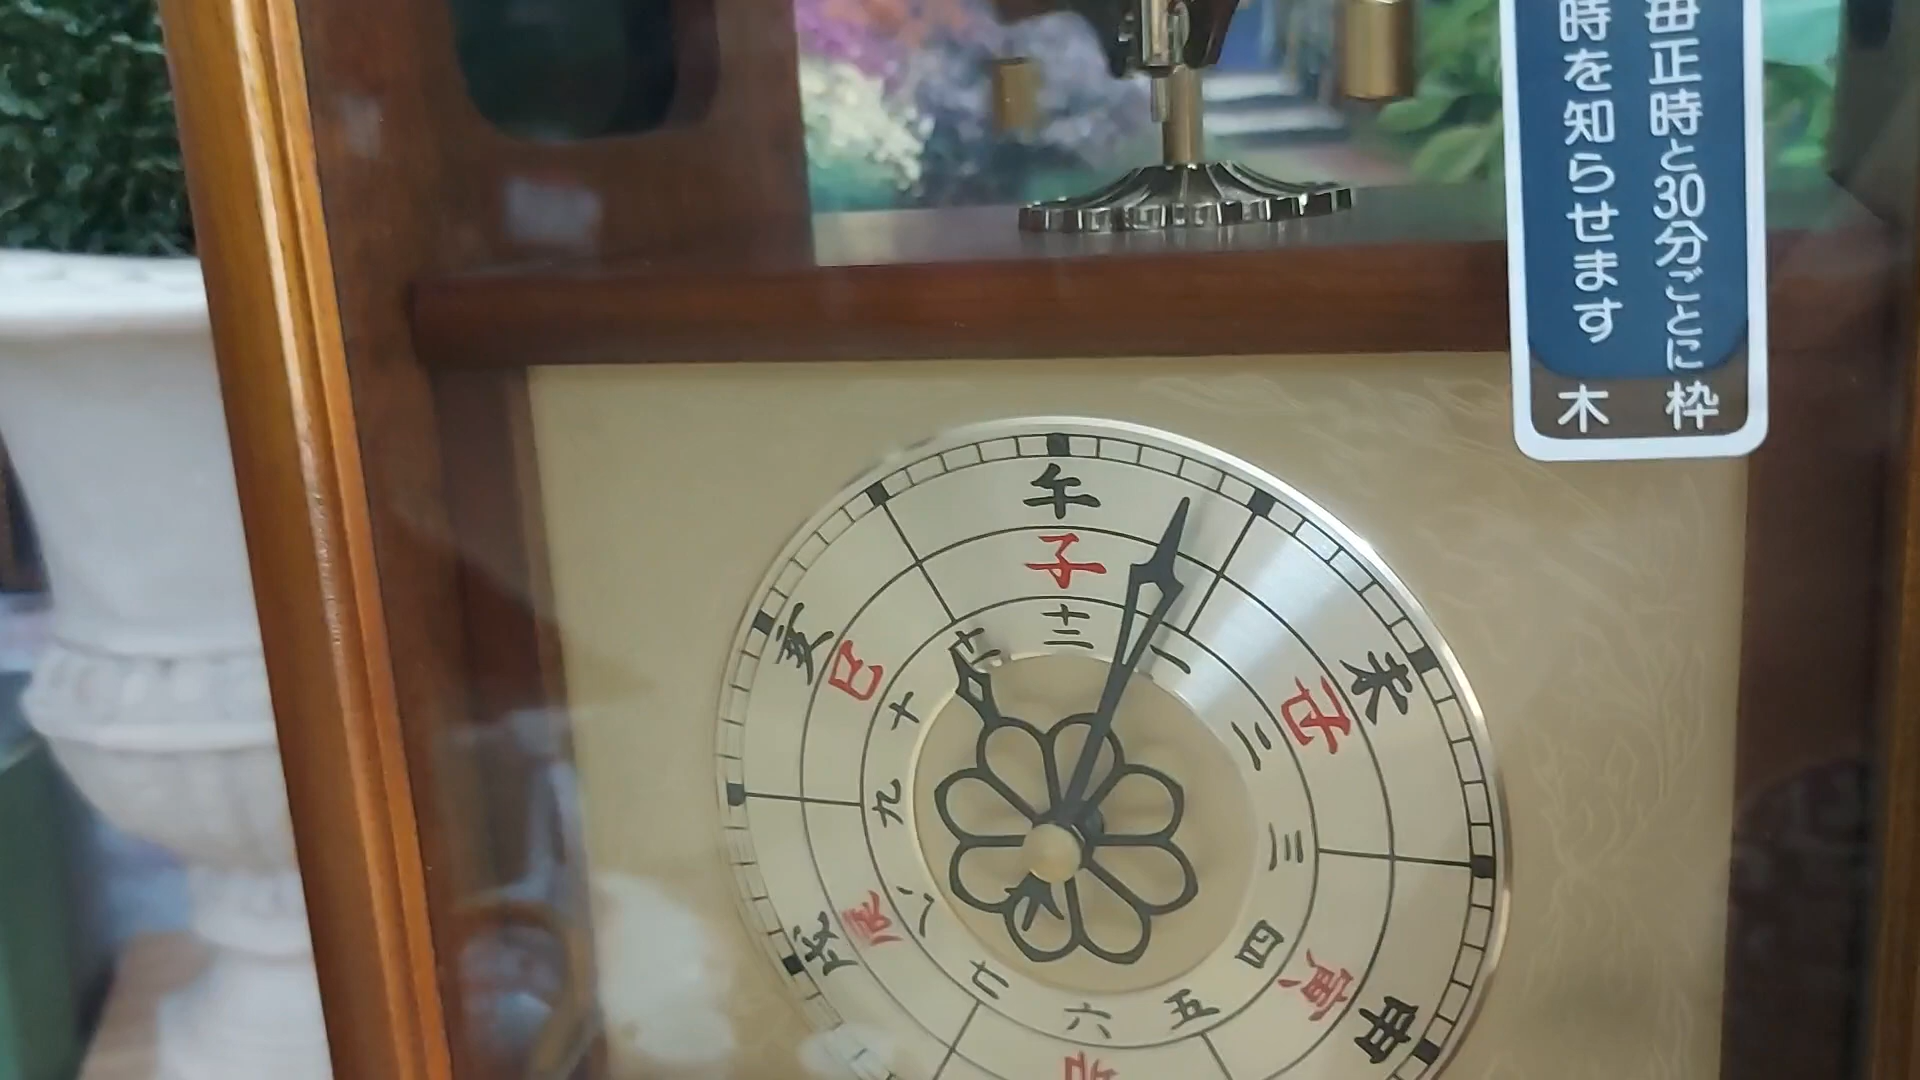 毎正時と30分ごとに
時を知らせます
木枠
午
子
十二
十一
一
亥
巳
十
二
丑
未
九
三
戌
辰
八
四
寅
申
七
六
五